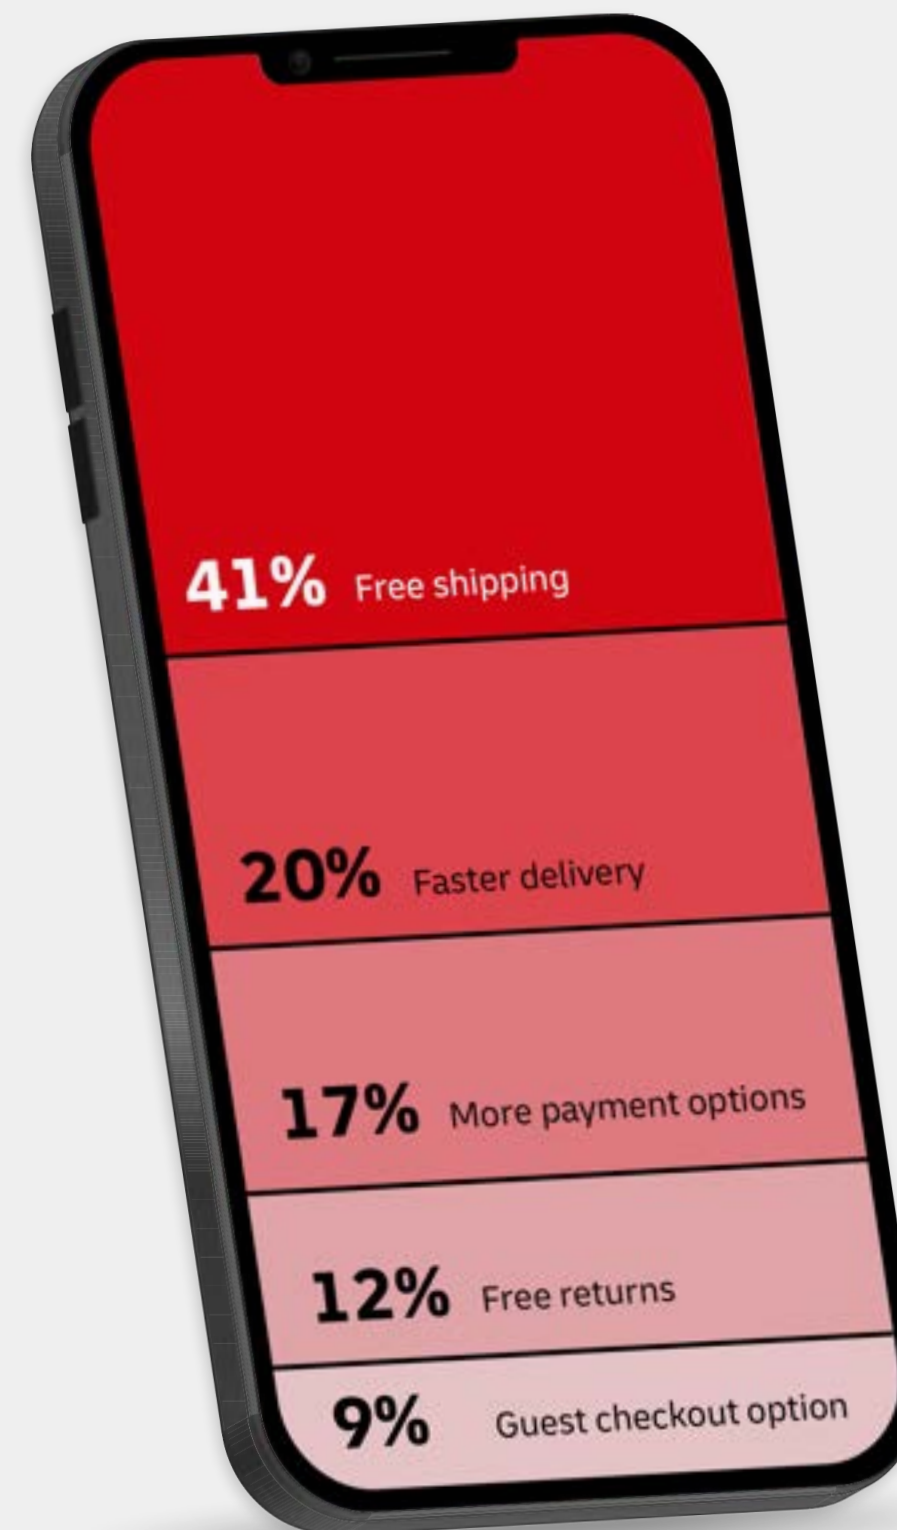 41% Free shipping
20% Faster delivery
17% More payment options
12% Free returns
9% Guest checkout option